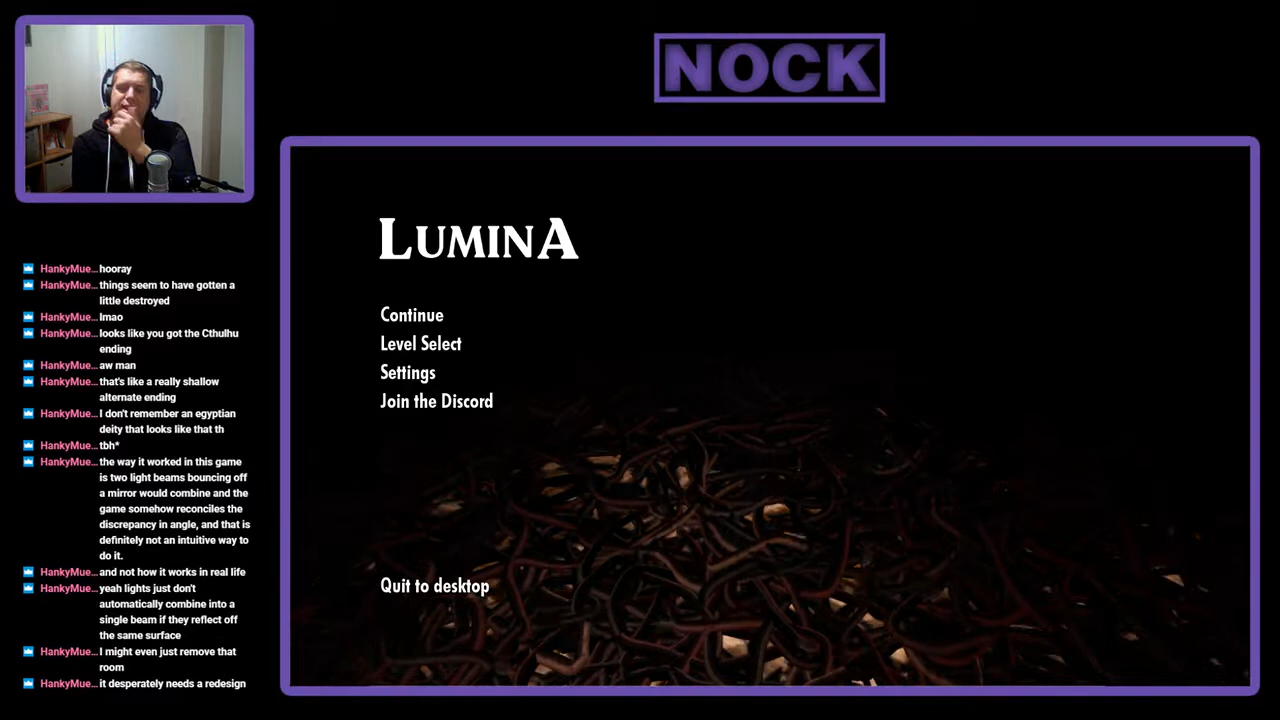 NOCK
LUMINA
Continue
Level Select
Settings
Join the Discord
Quit to desktop
HankyMue... hooray
HankyMue... things seem to have gotten a
little destroyed
HankyMue... lmao
HankyMue... looks like you got the Cthulhu
ending
HankyMue... aw man
HankyMue... that's like a really shallow
alternate ending
HankyMue... I don't remember an egyptian
deity that looks like that th
HankyMue... tbh*
HankyMue... the way it worked in this game
is two light beams bouncing off
a mirror would combine and the
game somehow reconciles the
discrepancy in angle, and that is
definitely not an intuitive way to
do it.
HankyMue... and not how it works in real life
HankyMue... yeah lights just don't
automatically combine into a
single beam if they reflect off
the same surface
HankyMue... I might even just remove that
room
HankyMue... it desperately needs a redesign